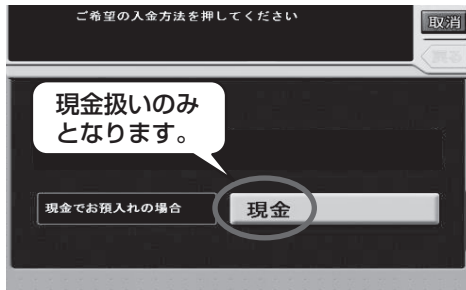 ご希望の入金方法を押してください
取消
戻る
現金扱いのみ
となります。
現金でお預入れの場合
現金